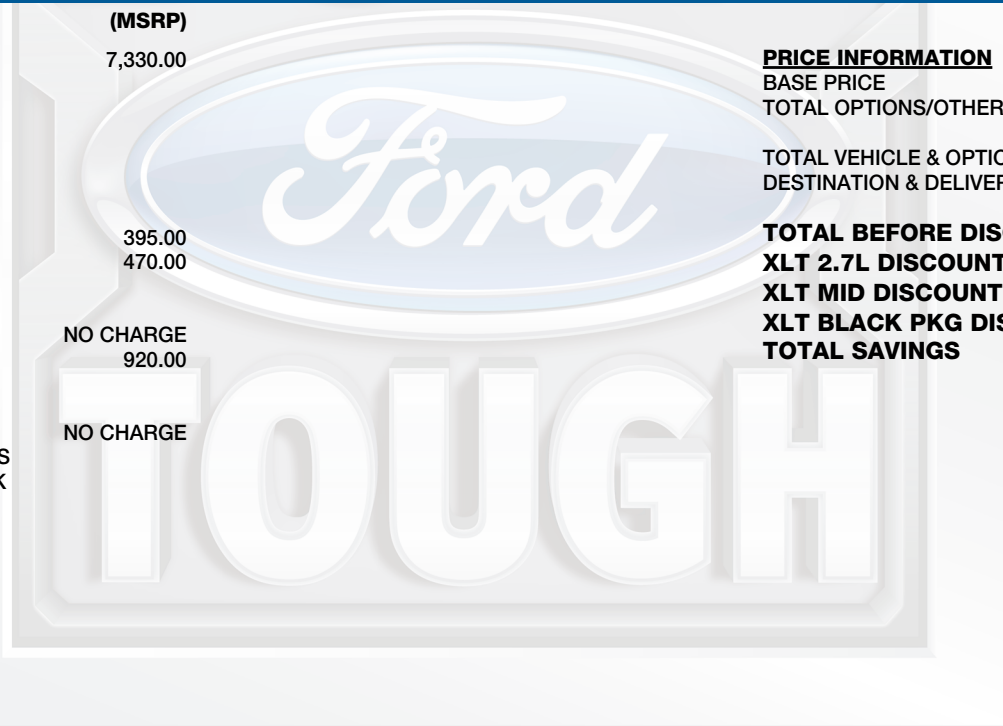 (MSRP)
7,330.00
395.00
470.00
NO CHARGE
920.00
NO CHARGE
S
K
PRICE INFORMATION
BASE PRICE
TOTAL OPTIONS/OTHER
TOTAL VEHICLE & OPTIO
DESTINATION & DELIVER
TOTAL BEFORE DISC
XLT 2.7L DISCOUNT
XLT MID DISCOUNT
XLT BLACK PKG DIS
TOTAL SAVINGS
Ford
TOUGH